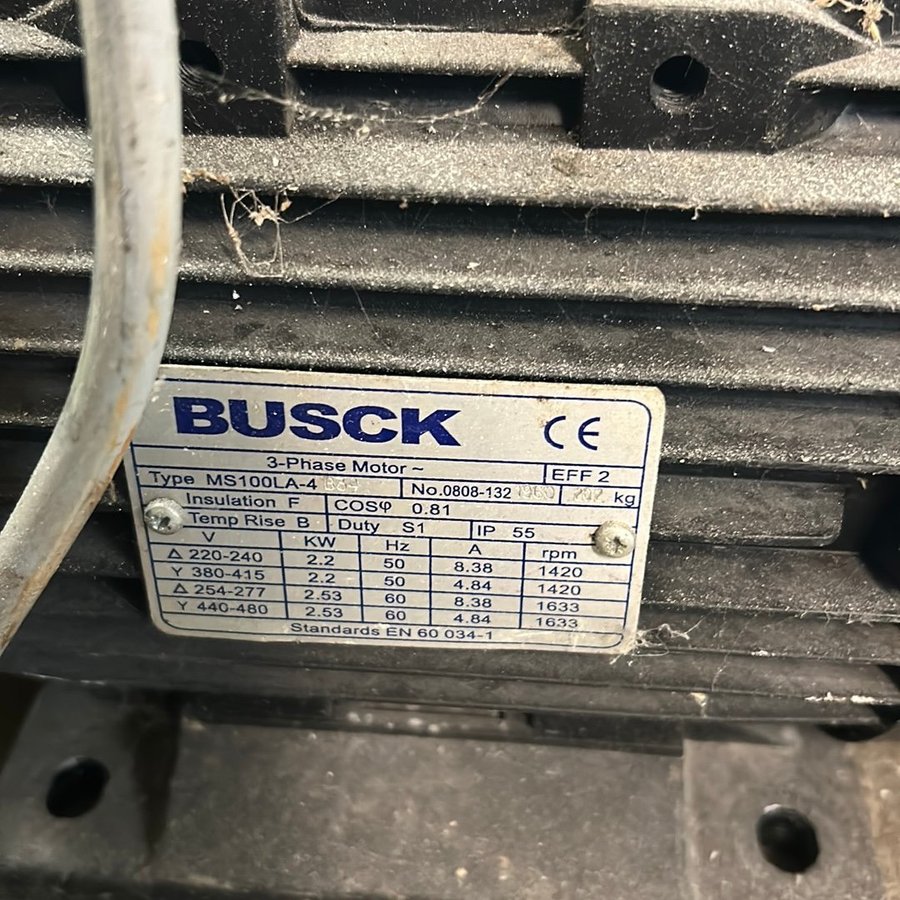 BUSCK CE
3-Phase Motor ~ EFF 2
Type MS100LA-4 No.0808-132 kg
Insulation F COSφ 0.81
Temp Rise B Duty S1 IP 55
V KW Hz A rpm
Δ 220-240 2.2 50 8.38 1420
Y 380-415 2.2 50 4.84 1420
Δ 254-277 2.53 60 8.38 1633
Y 440-480 2.53 60 4.84 1633
Standards EN 60 034-1